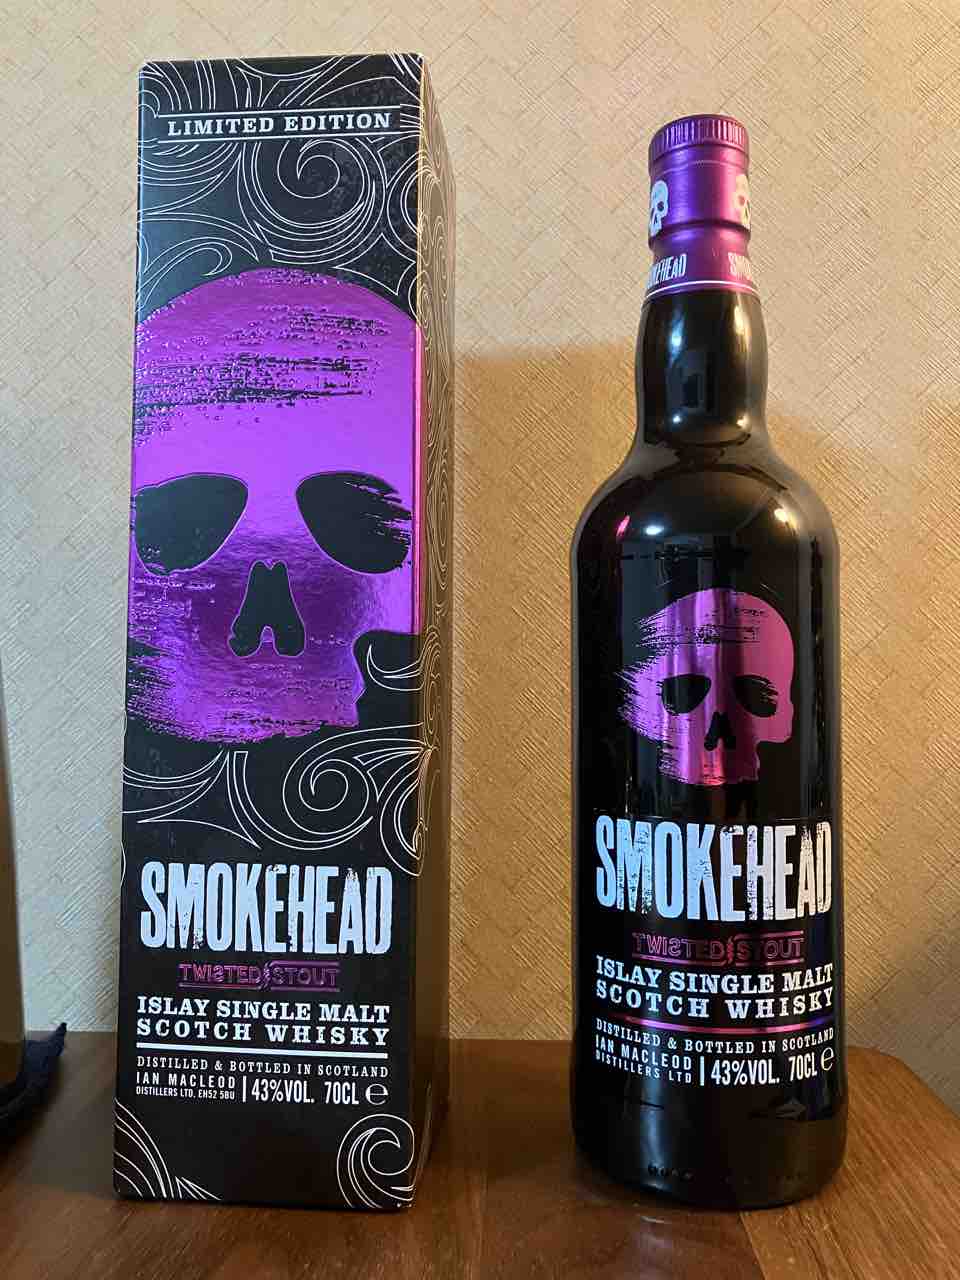 LIMITED EDITION
SMOKEHEAD
TWISTED STOUT
ISLAY SINGLE MALT
SCOTCH WHISKY
DISTILLED & BOTTLED IN SCOTLAND
IAN MACLEOD
DISTILLERS LTD, EH52 5BU
43%VOL. 70CL ℮
SMOKEHEAD
TWISTED STOUT
ISLAY SINGLE MALT
SCOTCH WHISKY
DISTILLED & BOTTLED IN SCOTLAND
IAN MACLEOD
DISTILLERS LTD
43%VOL. 70CL ℮